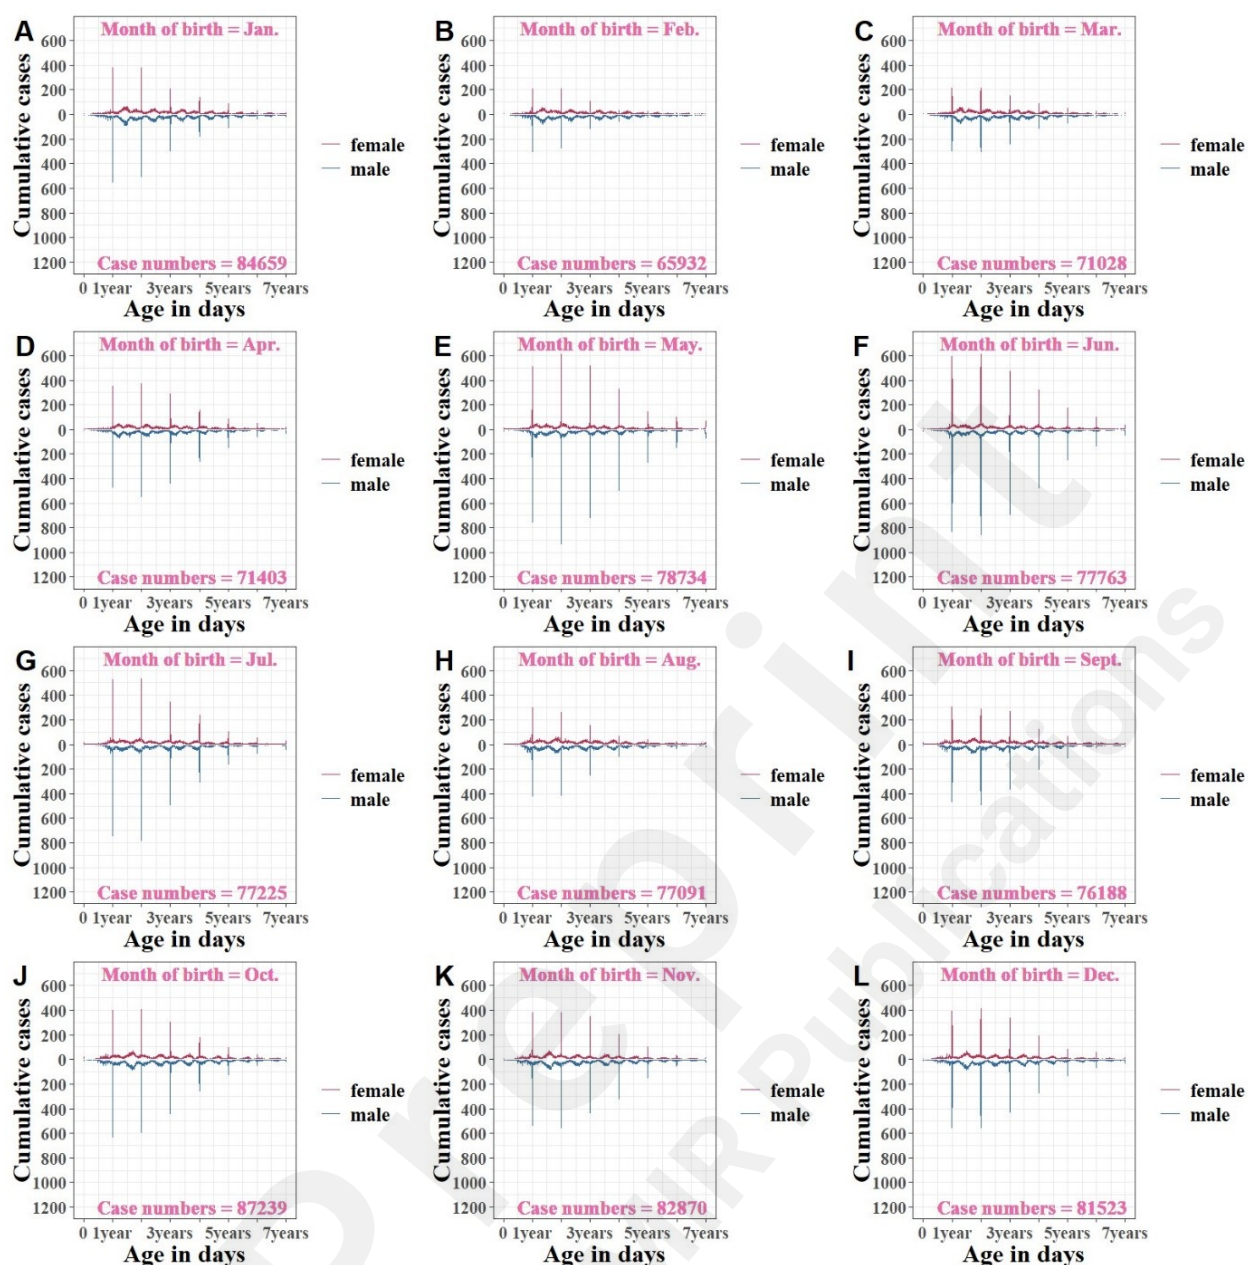 A Month of birth = Jan.
600
400
200
0
200
400
600
800
1000
1200
Cumulative cases
female
male
Case numbers = 84659
0 1year 3years 5years 7years
Age in days
B Month of birth = Feb.
600
400
200
0
200
400
600
800
1000
1200
Cumulative cases
female
male
Case numbers = 65932
0 1year 3years 5years 7years
Age in days
C Month of birth = Mar.
600
400
200
0
200
400
600
800
1000
1200
Cumulative cases
female
male
Case numbers = 71028
0 1year 3years 5years 7years
Age in days
D Month of birth = Apr.
600
400
200
0
200
400
600
800
1000
1200
Cumulative cases
female
male
Case numbers = 71403
0 1year 3years 5years 7years
Age in days
E Month of birth = May.
600
400
200
0
200
400
600
800
1000
1200
Cumulative cases
female
male
Case numbers = 78734
0 1year 3years 5years 7years
Age in days
F Month of birth = Jun.
600
400
200
0
200
400
600
800
1000
1200
Cumulative cases
female
male
Case numbers = 77763
0 1year 3years 5years 7years
Age in days
G Month of birth = Jul.
600
400
200
0
200
400
600
800
1000
1200
Cumulative cases
female
male
Case numbers = 77225
0 1year 3years 5years 7years
Age in days
H Month of birth = Aug.
600
400
200
0
200
400
600
800
1000
1200
Cumulative cases
female
male
Case numbers = 77091
0 1year 3years 5years 7years
Age in days
I Month of birth = Sept.
600
400
200
0
200
400
600
800
1000
1200
Cumulative cases
female
male
Case numbers = 76188
0 1year 3years 5years 7years
Age in days
J Month of birth = Oct.
600
400
200
0
200
400
600
800
1000
1200
Cumulative cases
female
male
Case numbers = 87239
0 1year 3years 5years 7years
Age in days
K Month of birth = Nov.
600
400
200
0
200
400
600
800
1000
1200
Cumulative cases
female
male
Case numbers = 82870
0 1year 3years 5years 7years
Age in days
L Month of birth = Dec.
600
400
200
0
200
400
600
800
1000
1200
Cumulative cases
female
male
Case numbers = 81523
0 1year 3years 5years 7years
Age in days
Preprint
Publications